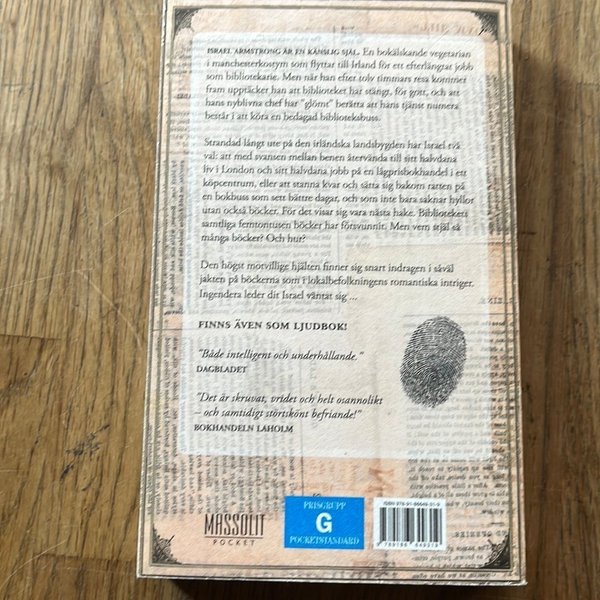 ISRAEL ARMSTRONG ÄR EN KÄNSLIG SJÄL. En bokälskande vegetarian
i manchesterkostym som flyttar till Irland för ett efterlängtat jobb
som bibliotekarie. Men när han efter tolv timmars resa kommer
fram upptäcker han att biblioteket har stängt, för gott, och att
hans nyblivna chef har "glömt" berätta att hans tjänst numera
består i att köra en bedagad biblioteksbuss.
Strandad långt ute på den irländska landsbygden har Israel två
val: att med svansen mellan benen återvända till sitt halvdana
liv i London och sitt halvdana jobb på en lågprisbokhandel i ett
köpcentrum, eller att stanna kvar och sätta sig bakom ratten på
en bokbuss som sett bättre dagar, och som inte bara saknar hyllor
utan också böcker. För det visar sig vara nästa hake. Bibliotekets
samtliga femtontusen böcker har försvunnit. Men vem stjäl så
många böcker? Och hur?
Den högst motvillige hjälten finner sig snart indragen i såväl
jakten på böckerna som i lokalbefolkningens romantiska intriger.
Ingendera leder dit Israel väntat sig ...
FINNS ÄVEN SOM LJUDBOK!
"Både intelligent och underhållande."
DAGBLADET
"Det är skruvat, vridet och helt osannolikt
– och samtidigt störtskönt befriande!"
BOKHANDELN LAHOLM
MASSOLIT
POCKET
PRISGRUPP
G
POCKETSTANDARD